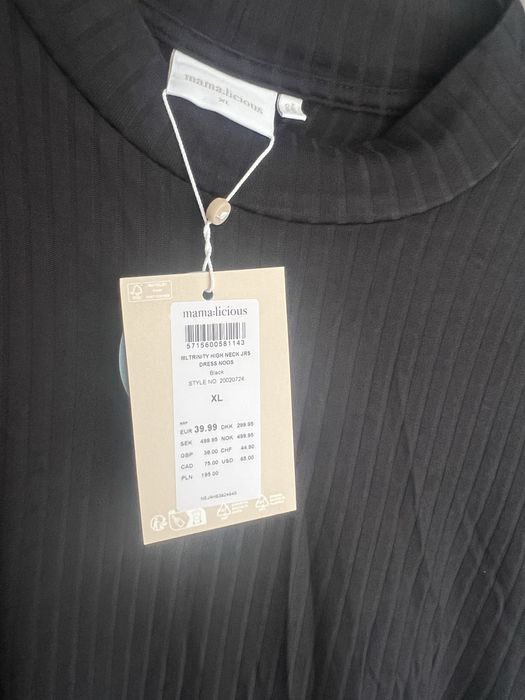 mama;licious
XL
mama;licious
5715600581143
MLTRINITY HIGH NECK JRS
DRESS NOOS
Black
STYLE NO. 20020724
XL
RRP
EUR 39.99 DKK 299.95
SEK 499.95 NOK 499.95
GBP 36.00 CHF 44.90
CAD 75.00 USD 65.00
PLN 195.00